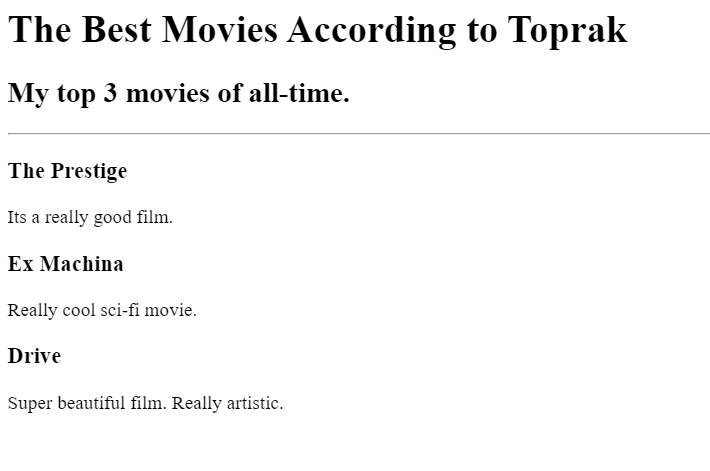 The Best Movies According to Toprak
My top 3 movies of all-time.
The Prestige
Its a really good film.
Ex Machina
Really cool sci-fi movie.
Drive
Super beautiful film. Really artistic.